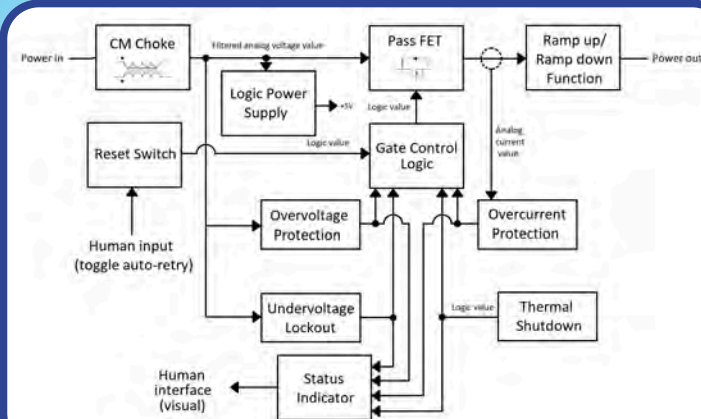 CM Choke
Pass FET
Ramp up/
Ramp down
Function
Power in
Filtered analog voltage value
Power out
Logic Power
Supply
+5V
Logic value
Analog
current
value
Reset Switch
Logic value
Gate Control
Logic
Human input
(toggle auto-retry)
Overvoltage
Protection
Overcurrent
Protection
Undervoltage
Lockout
Logic value
Thermal
Shutdown
Human
interface
(visual)
Status
Indicator